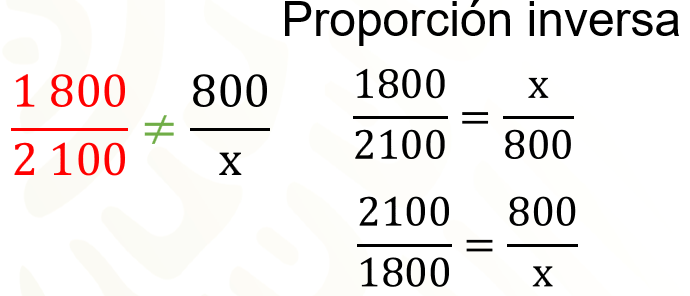 Proporción inversa
1 800/2 100 ≠ 800/x
1800/2100 = x/800
2100/1800 = 800/x